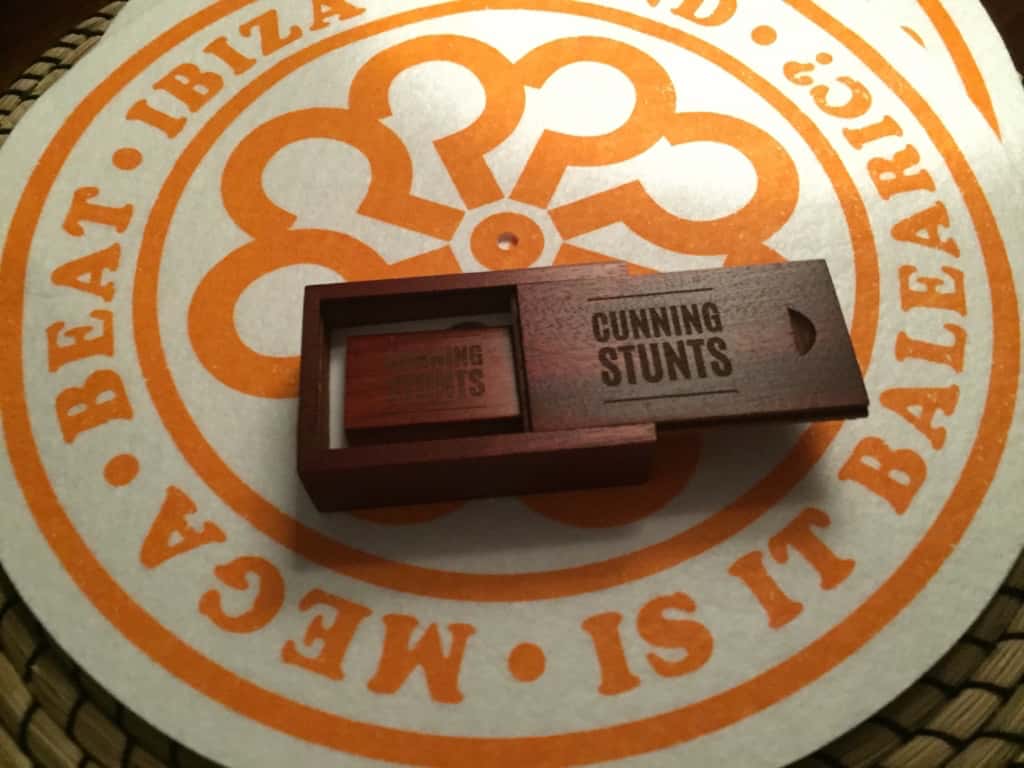 MEGA • BEAT • IBIZA
IS IT BALEARIC?
CUNNING
STUNTS
CUNNING
STUNTS